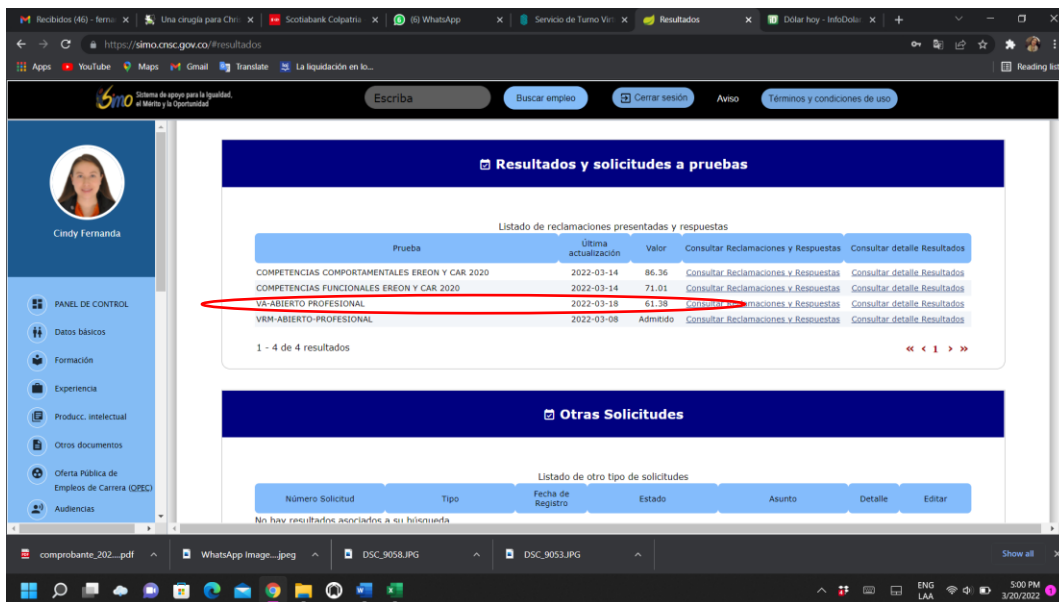 Recibidos (46) - ferna
Una cirugía para Chri
Scotiabank Colpatria
(6) WhatsApp
Servicio de Turno Virt
Resultados
Dólar hoy - InfoDola
https://simo.cnsc.gov.co/#resultados
Apps YouTube Maps Gmail Translate La liquidación en lo... Reading list
Simo Sistema de apoyo para la Igualdad,
el Mérito y la Oportunidad
Escriba Buscar empleo Cerrar sesión Aviso Términos y condiciones de uso
Cindy Fernanda
PANEL DE CONTROL
Datos básicos
Formación
Experiencia
Producc. intelectual
Otros documentos
Oferta Pública de
Empleos de Carrera (OPEC)
Audiencias
Resultados y solicitudes a pruebas
Listado de reclamaciones presentadas y respuestas
Prueba Última actualización Valor Consultar Reclamaciones y Respuestas Consultar detalle Resultados
COMPETENCIAS COMPORTAMENTALES EREON Y CAR 2020 2022-03-14 86.36 Consultar Reclamaciones y Respuestas Consultar detalle Resultados
COMPETENCIAS FUNCIONALES EREON Y CAR 2020 2022-03-14 71.01 Consultar Reclamaciones y Respuestas Consultar detalle Resultados
VA-ABIERTO PROFESIONAL 2022-03-18 61.38 Consultar Reclamaciones y Respuestas Consultar detalle Resultados
VRM-ABIERTO-PROFESIONAL 2022-03-08 Admitido Consultar Reclamaciones y Respuestas Consultar detalle Resultados
1 - 4 de 4 resultados « ‹ 1 › »
Otras Solicitudes
Listado de otro tipo de solicitudes
Número Solicitud Tipo Fecha de Registro Estado Asunto Detalle Editar
No hay resultados asociados a su búsqueda
comprobante_202....pdf WhatsApp Image....jpeg DSC_9058.JPG DSC_9053.JPG Show all
ENG 5:00 PM
LAA 3/20/2022